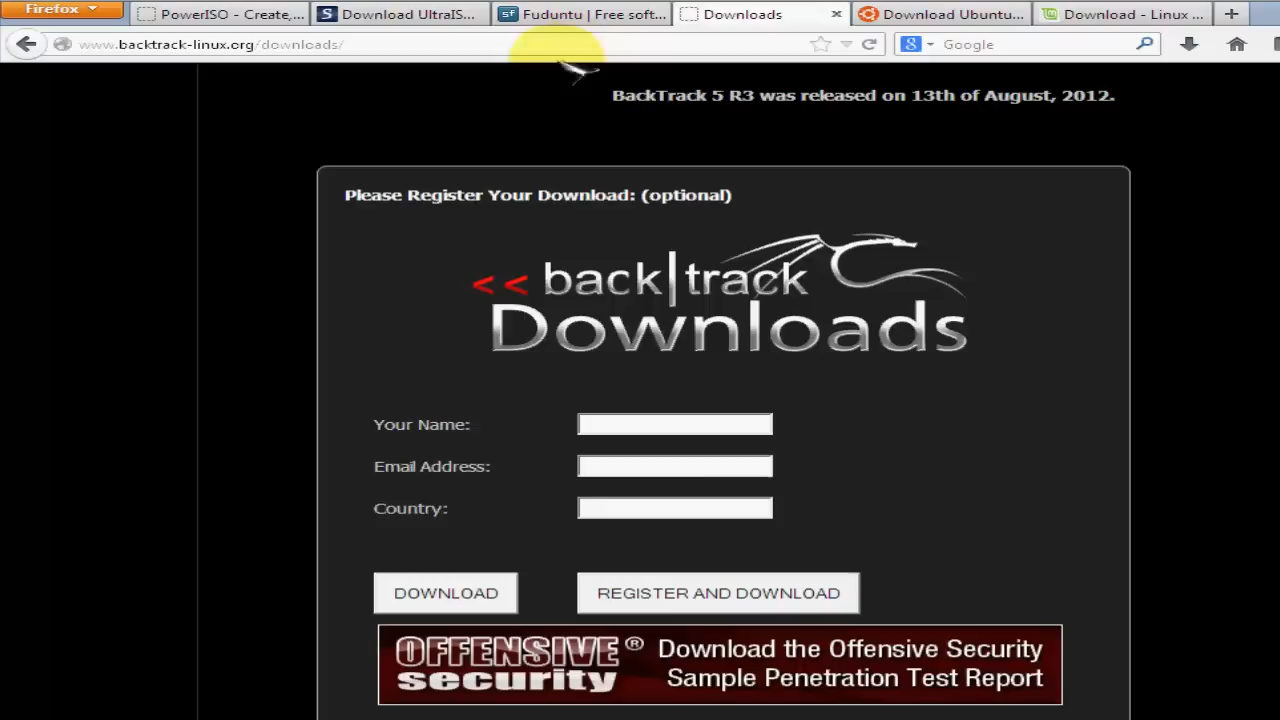 Firefox
PowerISO - Create,...
Download UltraIS...
Fuduntu | Free soft...
Downloads
Download Ubuntu...
Download - Linux ...
www.backtrack-linux.org/downloads/
Google
BackTrack 5 R3 was released on 13th of August, 2012.
Please Register Your Download: (optional)
<< back|track
Downloads
Your Name:
Email Address:
Country:
DOWNLOAD
REGISTER AND DOWNLOAD
OFFENSIVE® security
Download the Offensive Security
Sample Penetration Test Report